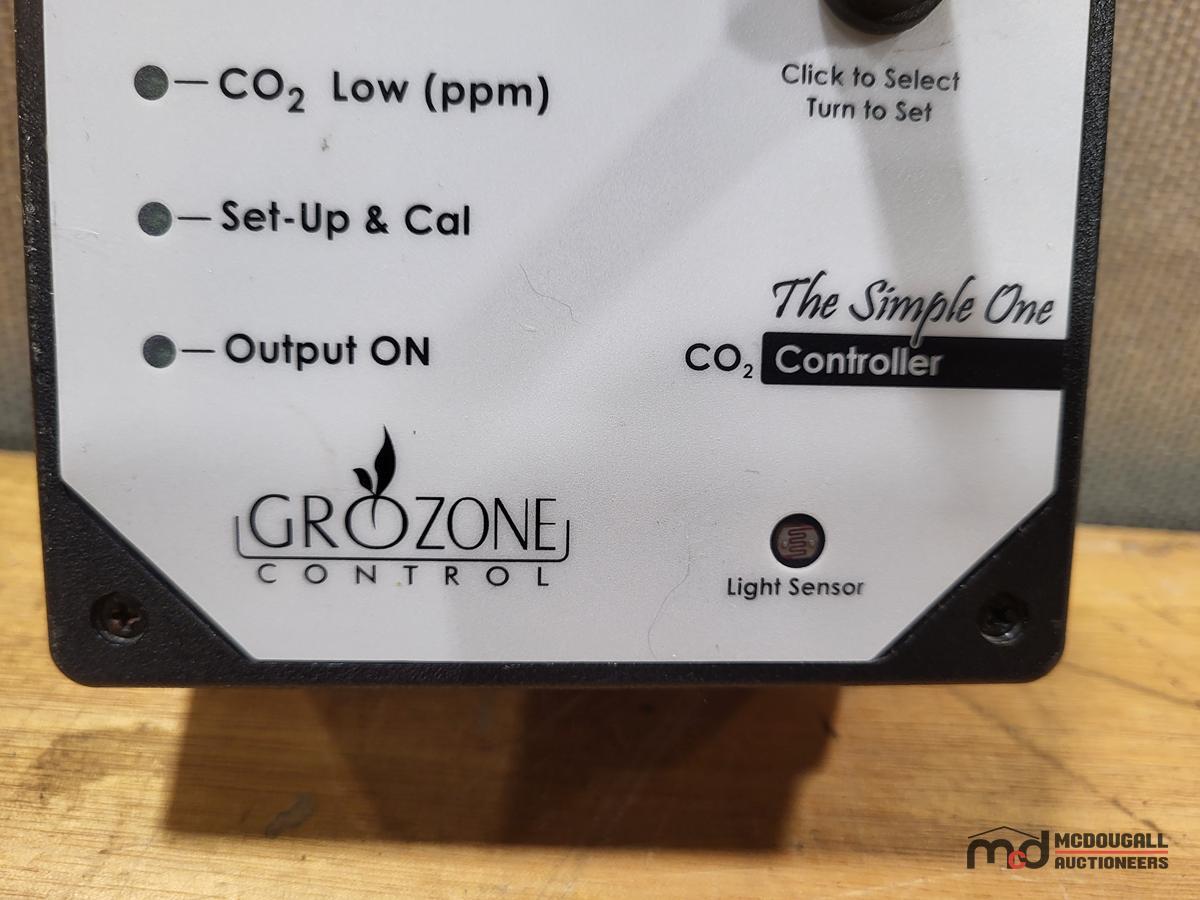 CO2 Low (ppm)
Click to Select
Turn to Set
Set-Up & Cal
The Simple One
Output ON
CO2 Controller
GROZONE
CONTROL
Light Sensor
mcd MCDOUGALL
AUCTIONEERS